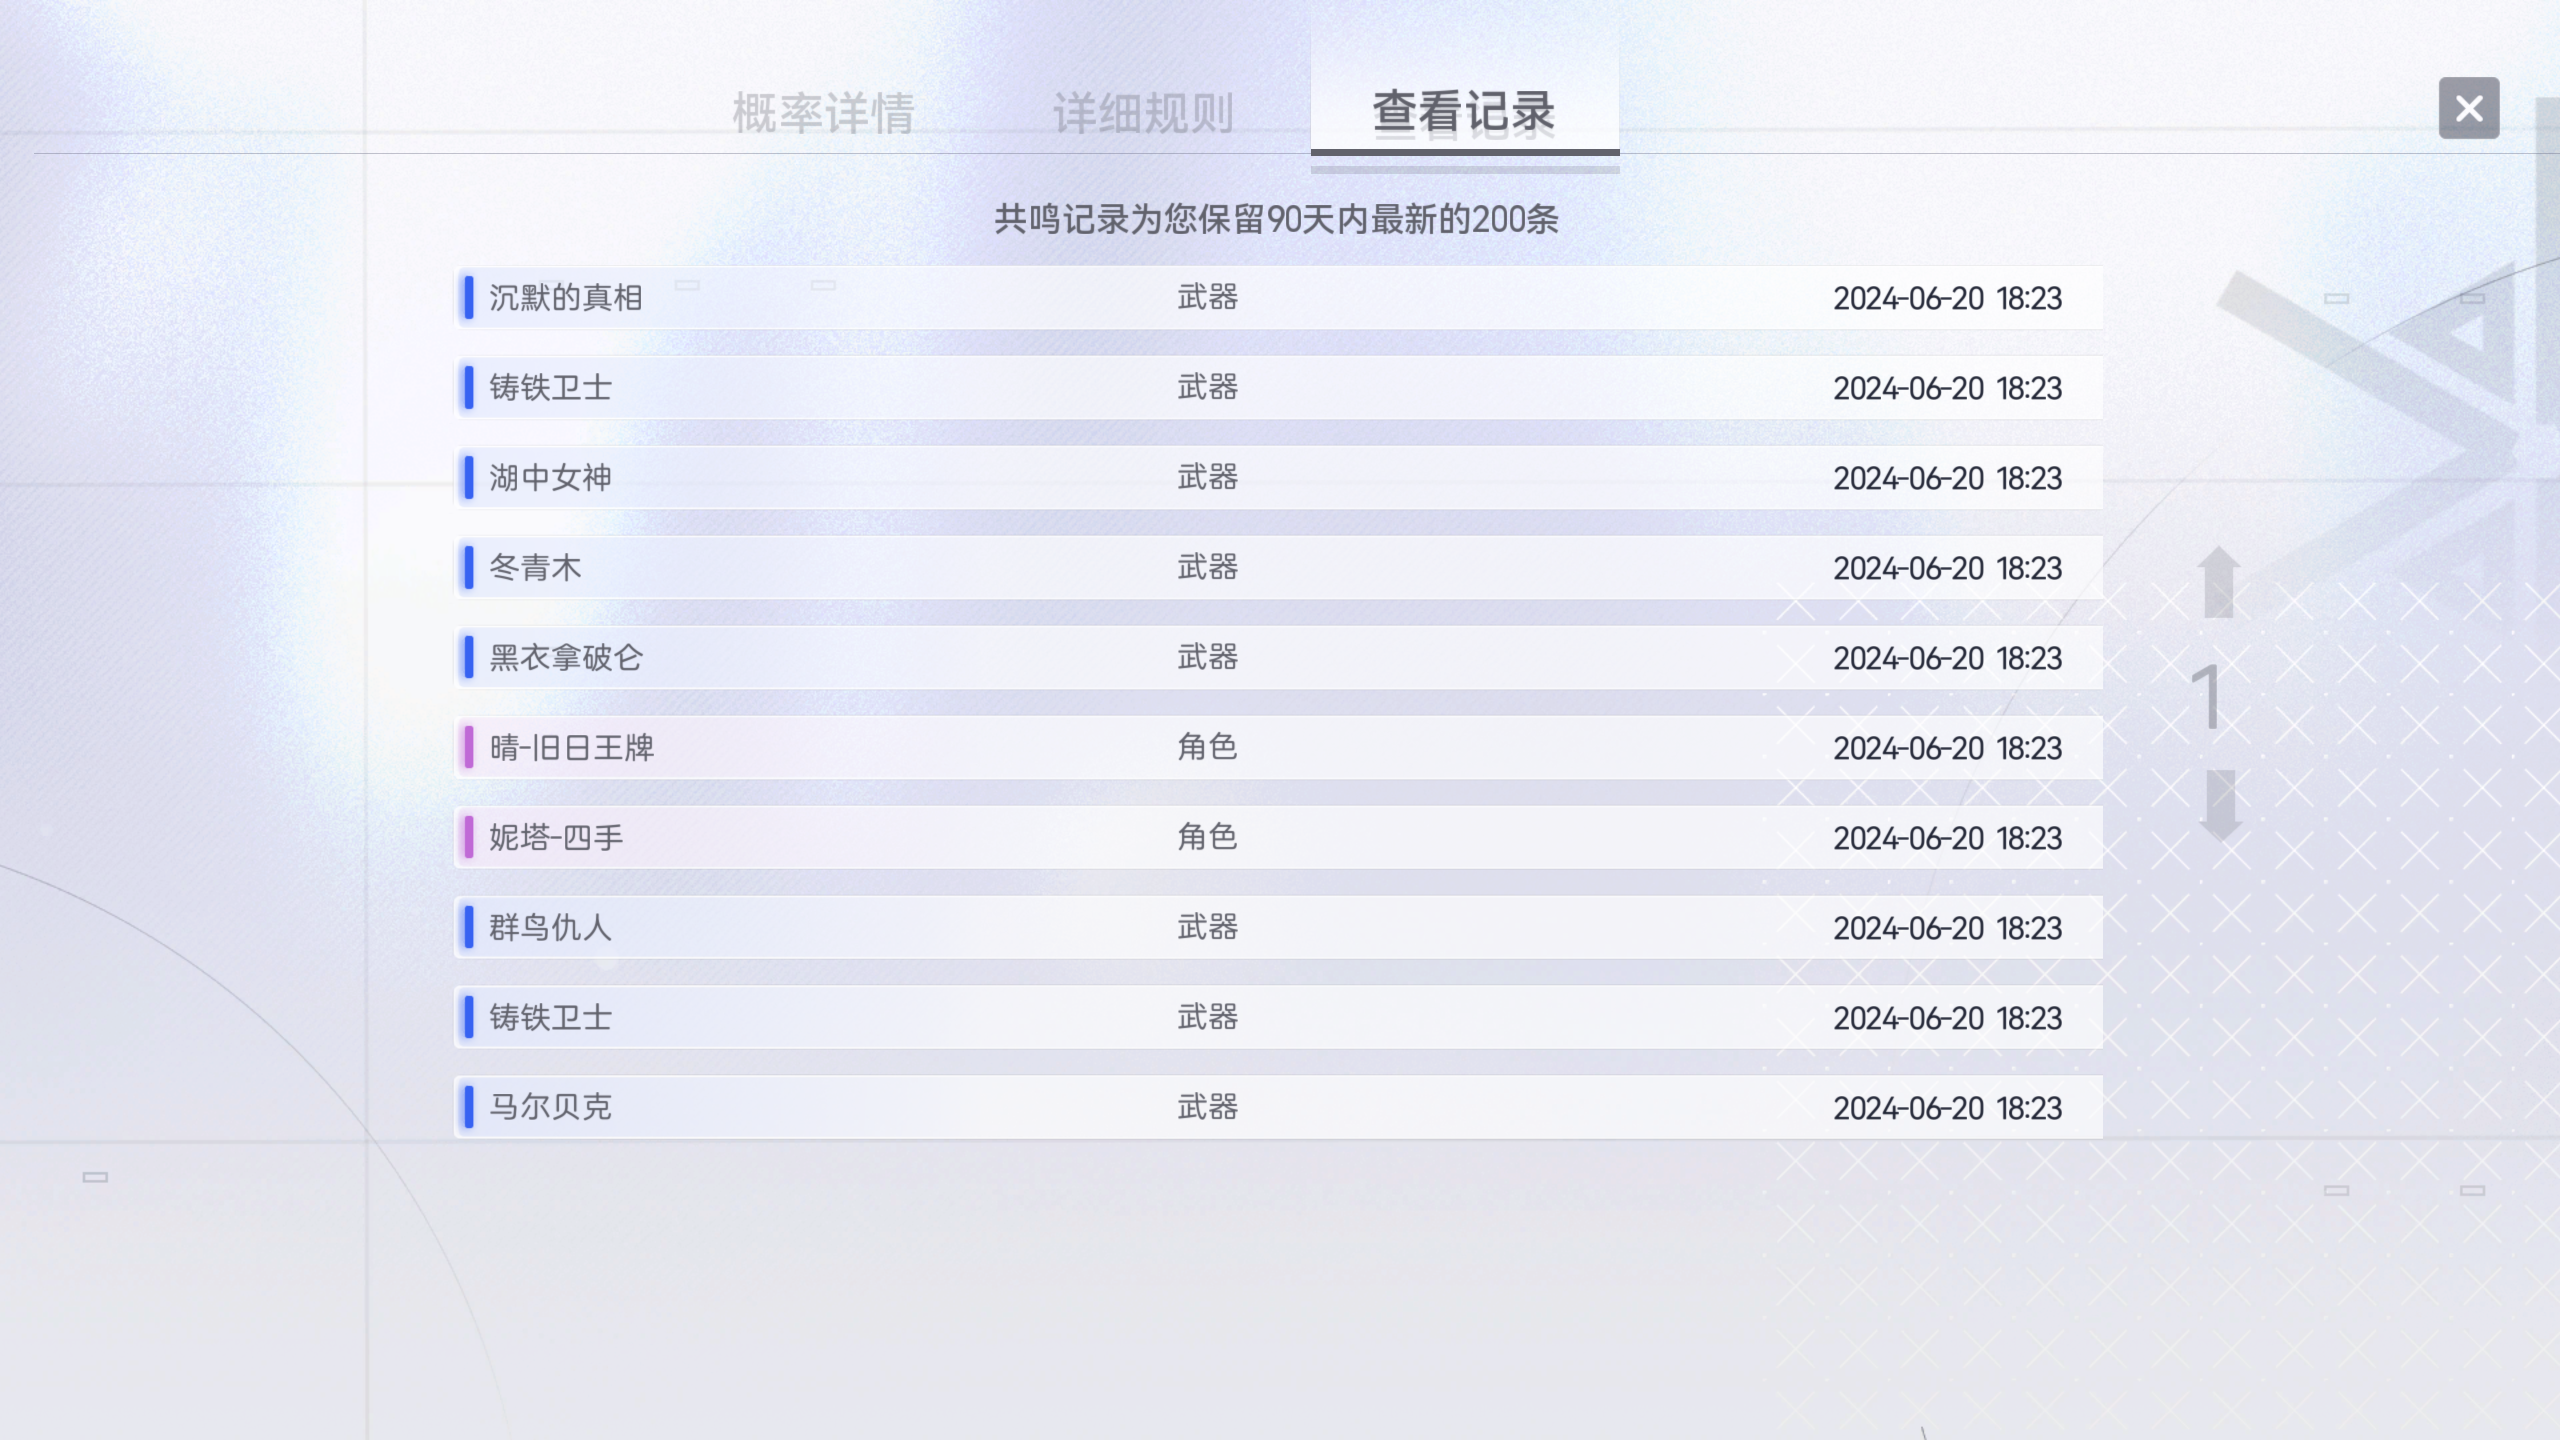 概率详情 详细规则 查看记录
共鸣记录为您保留90天内最新的200条
沉默的真相 武器 2024-06-20 18:23
铸铁卫士 武器 2024-06-20 18:23
湖中女神 武器 2024-06-20 18:23
冬青木 武器 2024-06-20 18:23
黑衣拿破仑 武器 2024-06-20 18:23
晴-旧日王牌 角色 2024-06-20 18:23
妮塔-四手 角色 2024-06-20 18:23
群鸟仇人 武器 2024-06-20 18:23
铸铁卫士 武器 2024-06-20 18:23
马尔贝克 武器 2024-06-20 18:23
1